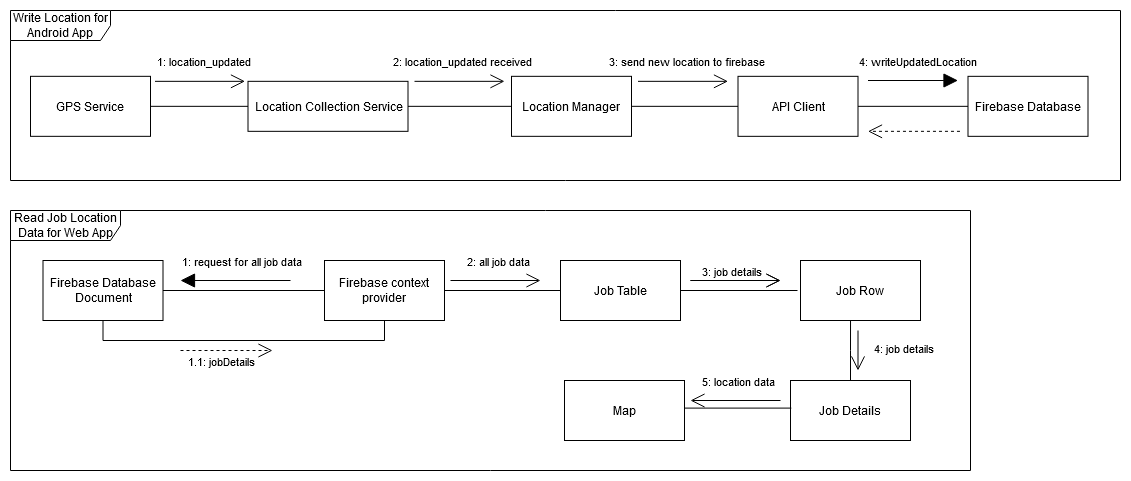 Write Location for
Android App
1: location_updated
2: location_updated received
3: send new location to firebase
4: writeUpdatedLocation
GPS Service
Location Collection Service
Location Manager
API Client
Firebase Database
Read Job Location
Data for Web App
1: request for all job data
2: all job data
3: job details
Firebase Database
Document
Firebase context
provider
Job Table
Job Row
1.1: jobDetails
4: job details
5: location data
Map
Job Details